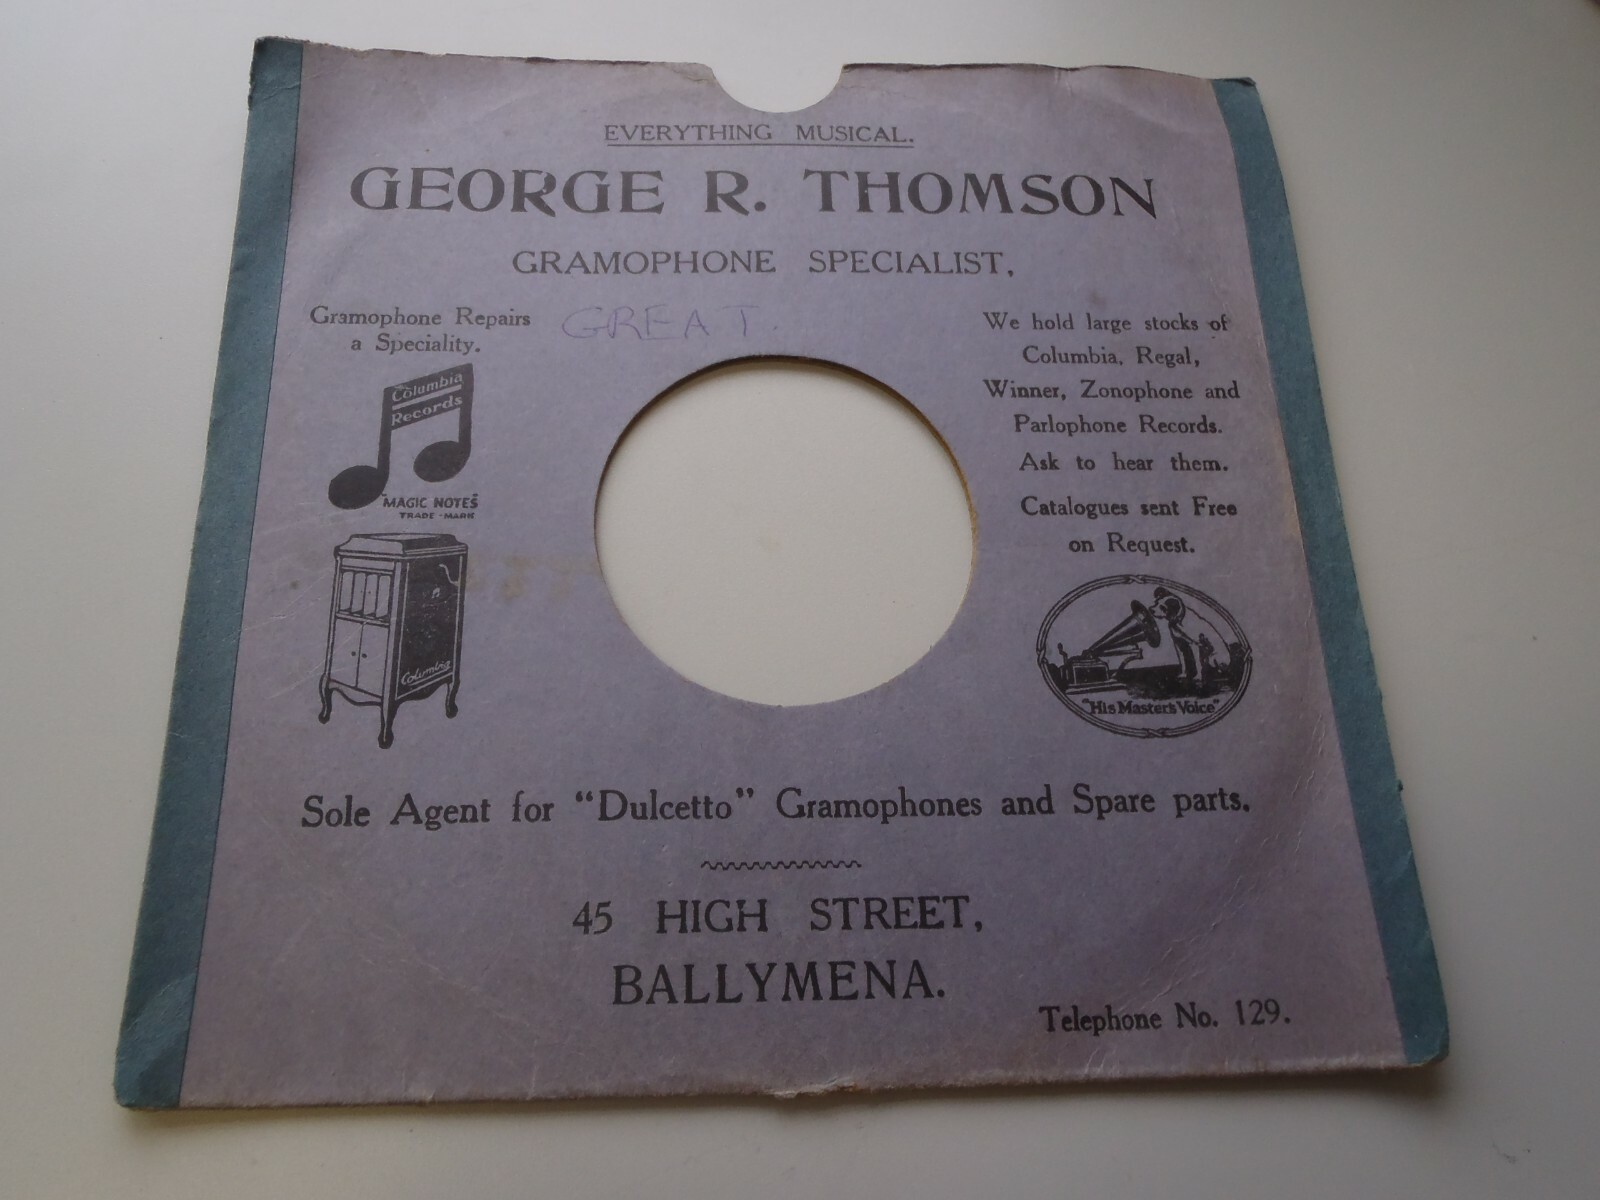 EVERYTHING MUSICAL.
GEORGE R. THOMSON
GRAMOPHONE SPECIALIST,
Gramophone Repairs
a Speciality.
GREAT.
Columbia
Records
"MAGIC NOTES"
TRADE-MARK
Columbia
We hold large stocks of
Columbia, Regal,
Winner, Zonophone and
Parlophone Records.
Ask to hear them.
Catalogues sent Free
on Request.
"His Master's Voice"
Sole Agent for "Dulcetto" Gramophones and Spare parts.
45 HIGH STREET,
BALLYMENA.
Telephone No. 129.